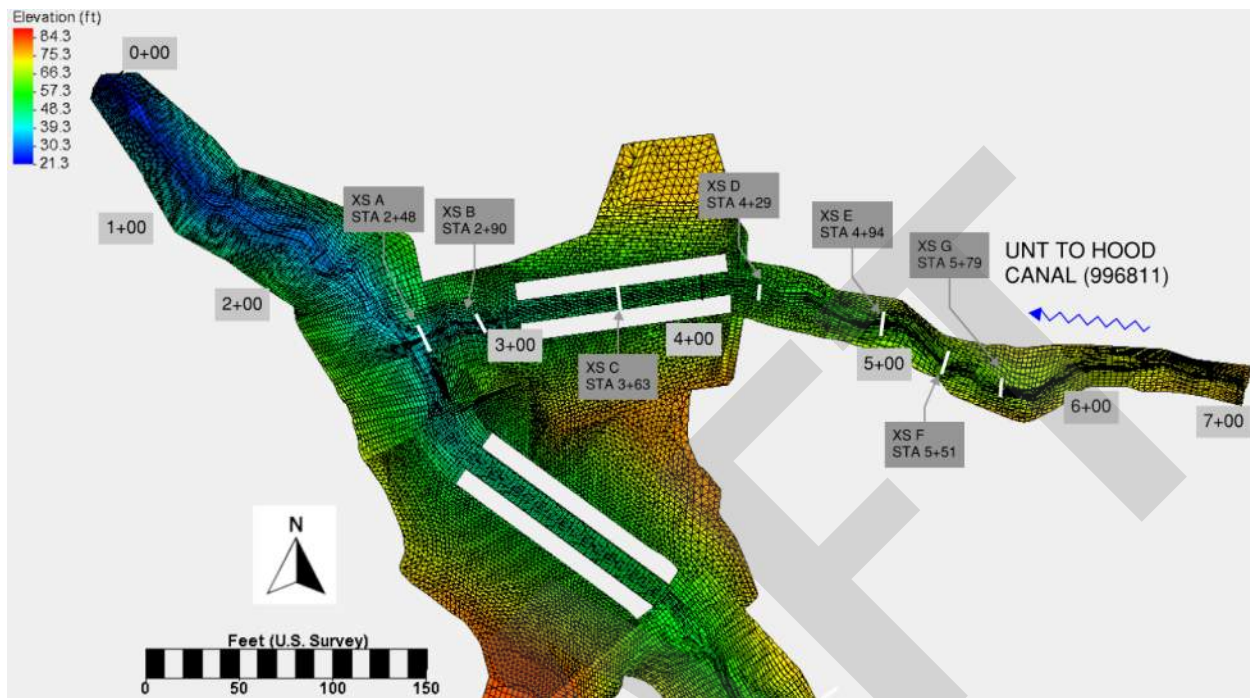 Elevation (ft)
84.3
75.3
66.3
57.3
48.3
39.3
30.3
21.3
0+00
1+00
2+00
XS A
STA 2+48
XS B
STA 2+90
3+00
XS C
STA 3+63
4+00
XS D
STA 4+29
XS E
STA 4+94
5+00
XS F
STA 5+51
XS G
STA 5+79
6+00
7+00
UNT TO HOOD
CANAL (996811)
N
Feet (U.S. Survey)
0 50 100 150